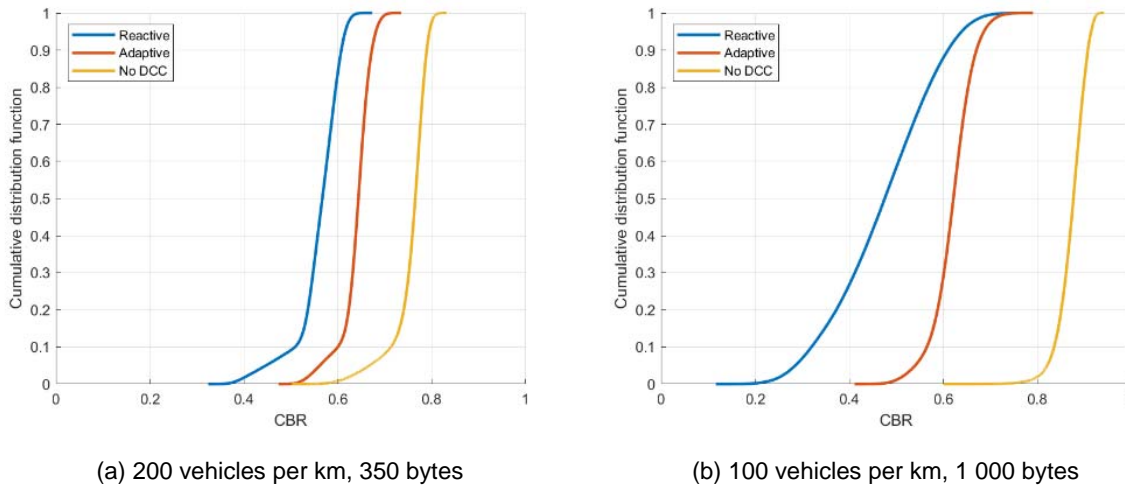 1
0.9
0.8
0.7
0.6
0.5
0.4
0.3
0.2
0.1
0
Cumulative distribution function
Reactive
Adaptive
No DCC
0 0.2 0.4 0.6 0.8 1
CBR
(a) 200 vehicles per km, 350 bytes
1
0.9
0.8
0.7
0.6
0.5
0.4
0.3
0.2
0.1
0
Cumulative distribution function
Reactive
Adaptive
No DCC
0 0.2 0.4 0.6 0.8
CBR
(b) 100 vehicles per km, 1 000 bytes